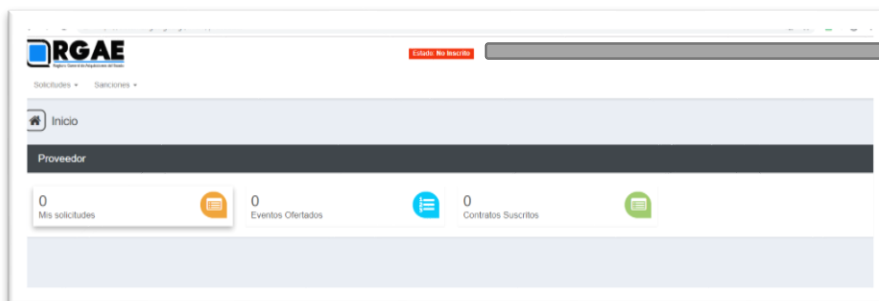 RGAE
Estado: No Inscrito
Solicitudes
Sanciones
Inicio
Proveedor
0
Mis solicitudes
0
Eventos Ofertados
0
Contratos Suscritos